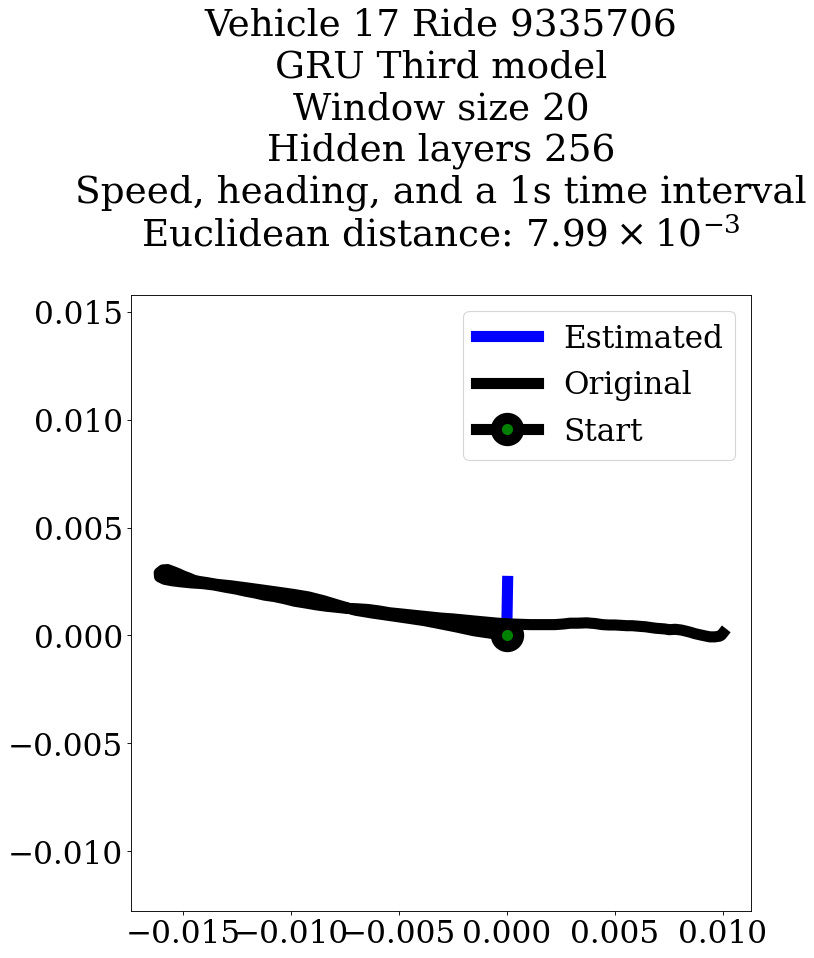 Vehicle 17 Ride 9335706
GRU Third model
Window size 20
Hidden layers 256
Speed, heading, and a 1s time interval
Euclidean distance: 7.99 × 10⁻³
Estimated
Original
Start
0.015
0.010
0.005
0.000
−0.005
−0.010
−0.015 −0.010 −0.005 0.000 0.005 0.010